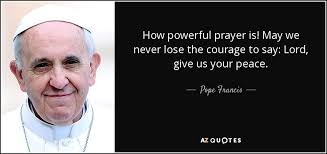 How powerful prayer is! May we
never lose the courage to say: Lord,
give us your peace.
Pope Francis
AZ QUOTES